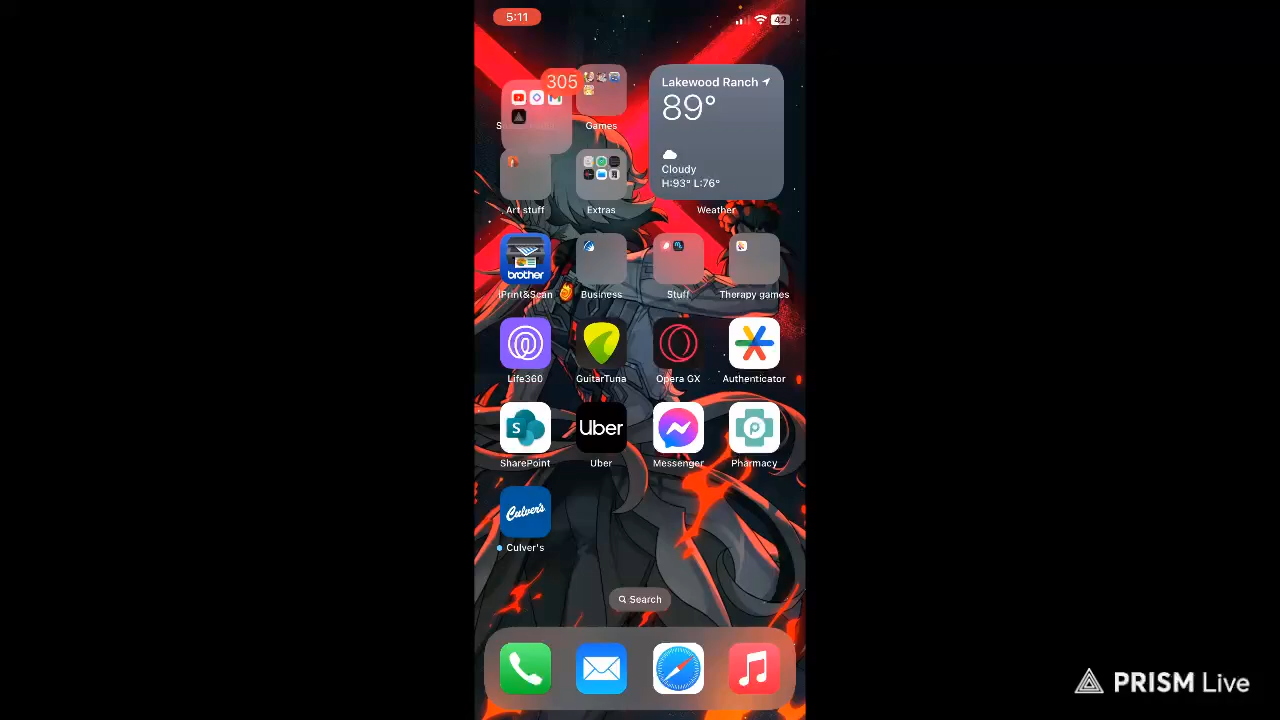 5:11
42
305
Games
Lakewood Ranch
89°
Cloudy
H:93° L:76°
Art stuff
Extras
Weather
brother
iPrint&Scan
Business
Stuff
Therapy games
Life360
GuitarTuna
Opera GX
Authenticator
S
Uber
SharePoint
Uber
Messenger
Pharmacy
Culver's
Culver's
Search
PRISM Live